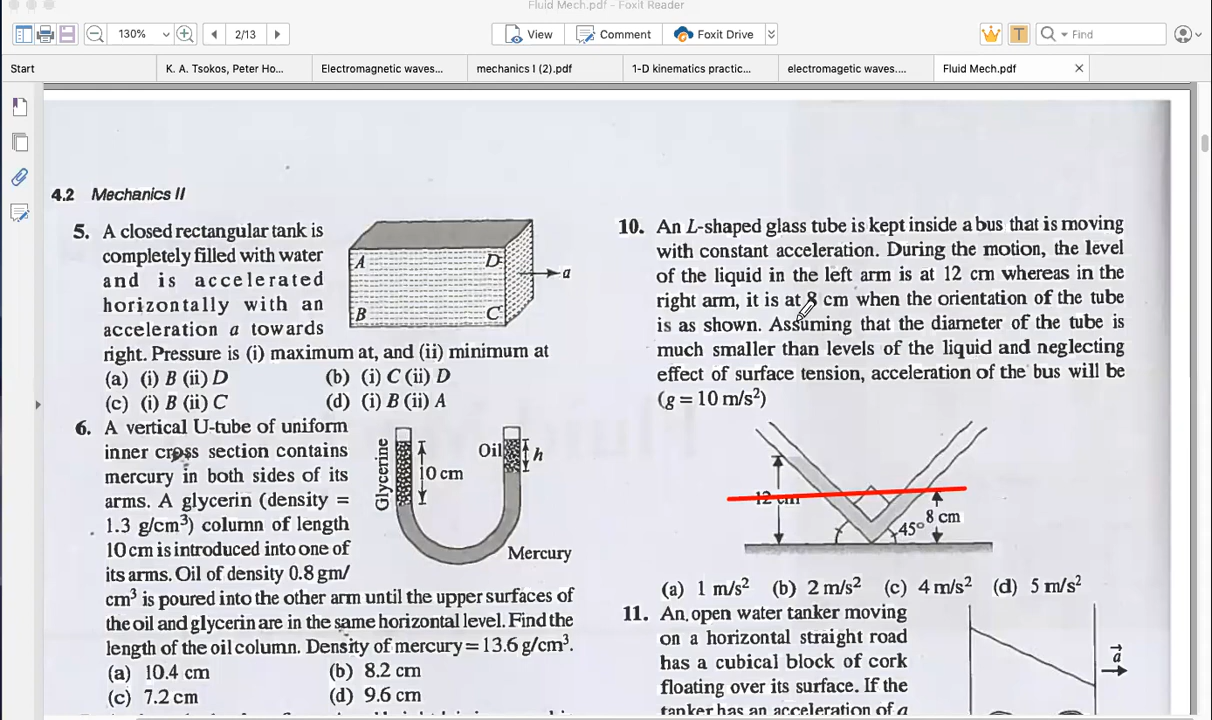 Fluid Mech.pdf - Foxit Reader
130%
2/13
View
Comment
Foxit Drive
T
Find
Start
K. A. Tsokos, Peter Ho...
Electromagnetic waves...
mechanics I (2).pdf
1-D kinematics practic...
electromagetic waves....
Fluid Mech.pdf
4.2 Mechanics II
5. A closed rectangular tank is
completely filled with water
and is accelerated
horizontally with an
acceleration a towards
right. Pressure is (i) maximum at, and (ii) minimum at
(a) (i) B (ii) D (b) (i) C (ii) D
(c) (i) B (ii) C (d) (i) B (ii) A
A D
B C
a
6. A vertical U-tube of uniform
inner cross section contains
mercury in both sides of its
arms. A glycerin (density =
1.3 g/cm³) column of length
10 cm is introduced into one of
its arms. Oil of density 0.8 gm/
cm³ is poured into the other arm until the upper surfaces of
the oil and glycerin are in the same horizontal level. Find the
length of the oil column. Density of mercury = 13.6 g/cm³.
(a) 10.4 cm (b) 8.2 cm
(c) 7.2 cm (d) 9.6 cm
Glycerine
10 cm
Oil
h
Mercury
10. An L-shaped glass tube is kept inside a bus that is moving
with constant acceleration. During the motion, the level
of the liquid in the left arm is at 12 cm whereas in the
right arm, it is at 8 cm when the orientation of the tube
is as shown. Assuming that the diameter of the tube is
much smaller than levels of the liquid and neglecting
effect of surface tension, acceleration of the bus will be
(g = 10 m/s²)
12 cm
45°
8 cm
(a) 1 m/s² (b) 2 m/s² (c) 4 m/s² (d) 5 m/s²
11. An open water tanker moving
on a horizontal straight road
has a cubical block of cork
floating over its surface. If the
tanker has an acceleration of a
a